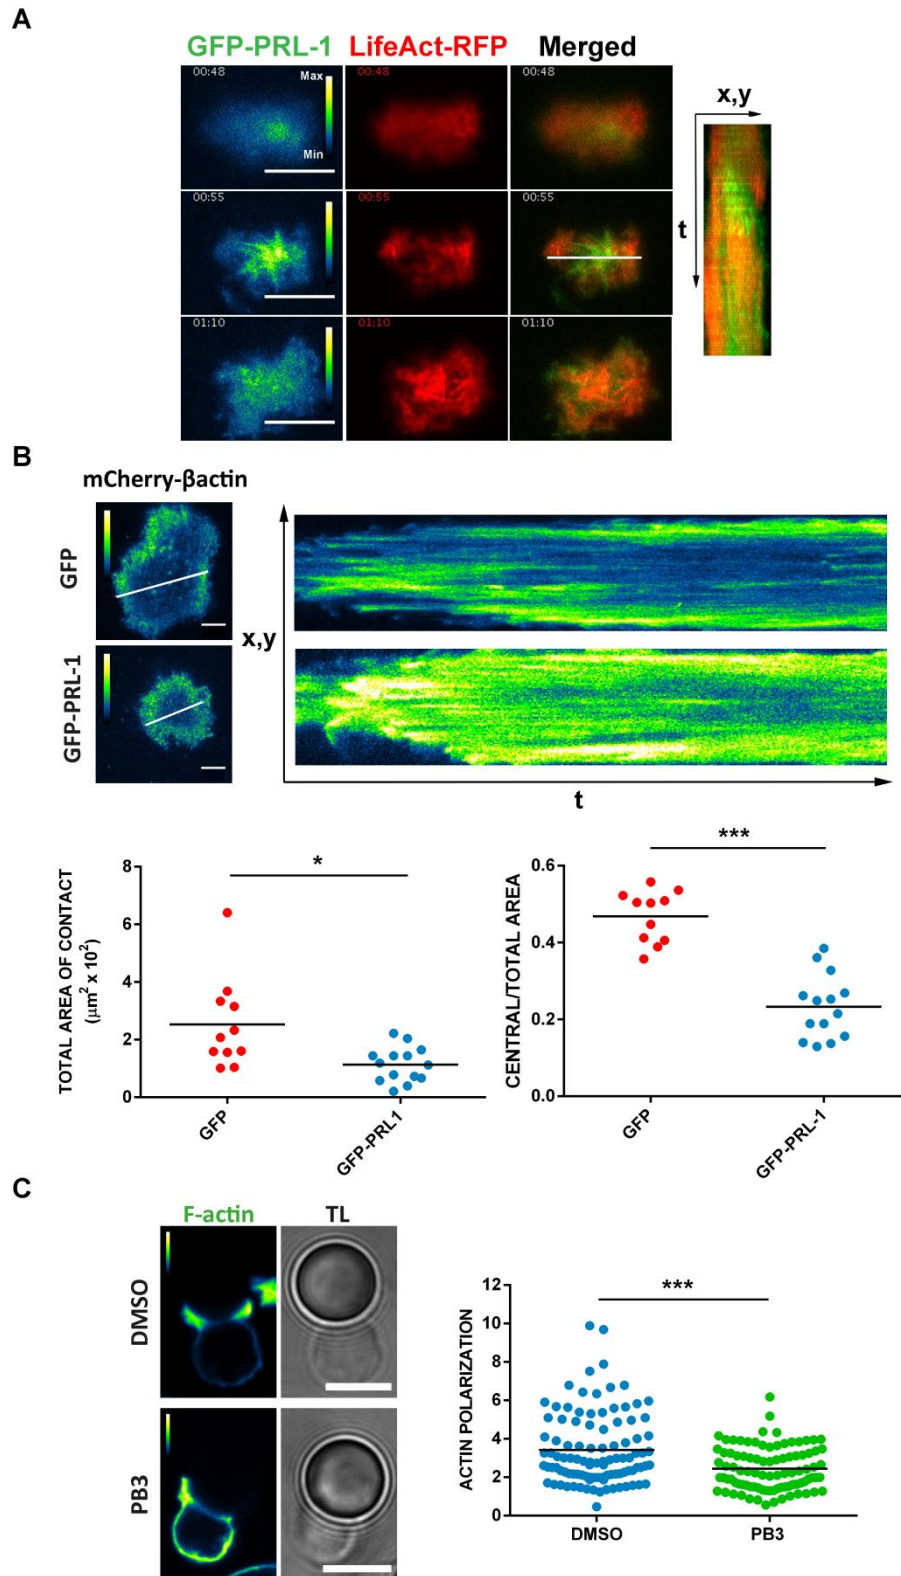 A
GFP-PRL-1 LifeAct-RFP Merged
00:48 Max Min 00:48 00:48
x,y
t
00:55 00:55 00:55
01:10 01:10 01:10
B
mCherry-βactin
GFP
GFP-PRL-1
x,y
t
TOTAL AREA OF CONTACT
(μm² x 10²)
8
6
4
2
0
*
GFP GFP-PRL1
CENTRAL/TOTAL AREA
0.6
0.4
0.2
0.0
***
GFP GFP-PRL-1
C
F-actin TL
DMSO
PB3
ACTIN POLARIZATION
12
10
8
6
4
2
0
***
DMSO PB3